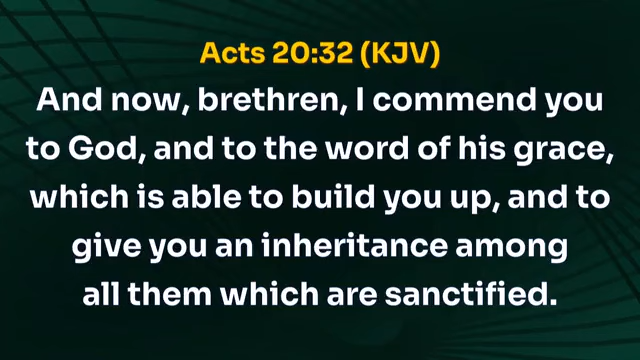 Acts 20:32 (KJV)
And now, brethren, I commend you
to God, and to the word of his grace,
which is able to build you up, and to
give you an inheritance among
all them which are sanctified.